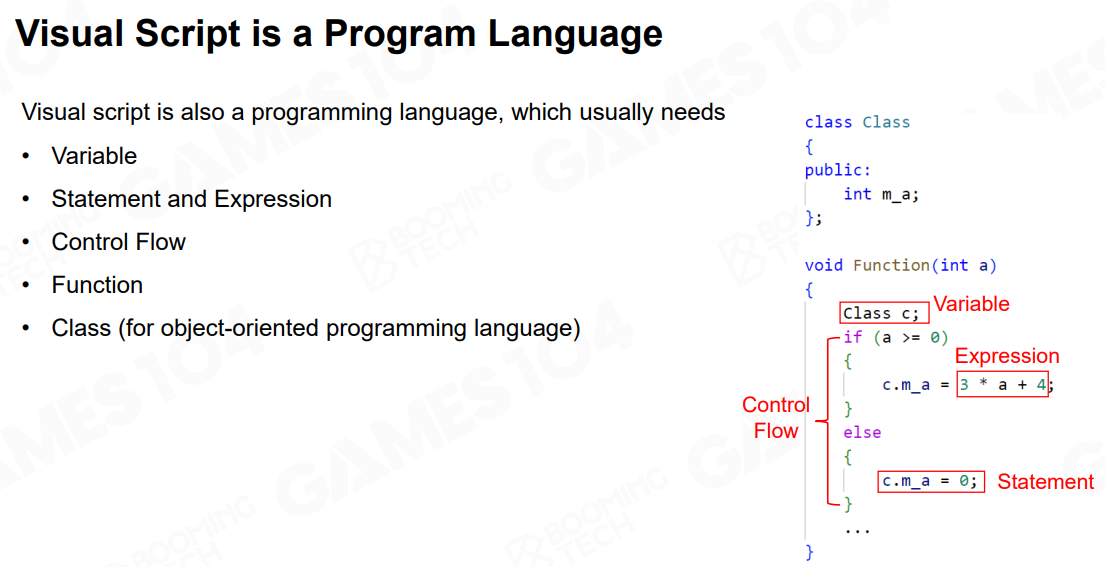 Visual Script is a Program Language
Visual script is also a programming language, which usually needs
• Variable
• Statement and Expression
• Control Flow
• Function
• Class (for object-oriented programming language)
class Class
{
public:
int m_a;
};
void Function(int a)
{
Class c; Variable
if (a >= 0)
{ Expression
c.m_a = 3 * a + 4;
}
Control Flow
else
{
c.m_a = 0; Statement
}
...
}
GAMES104
BOOMING TECH